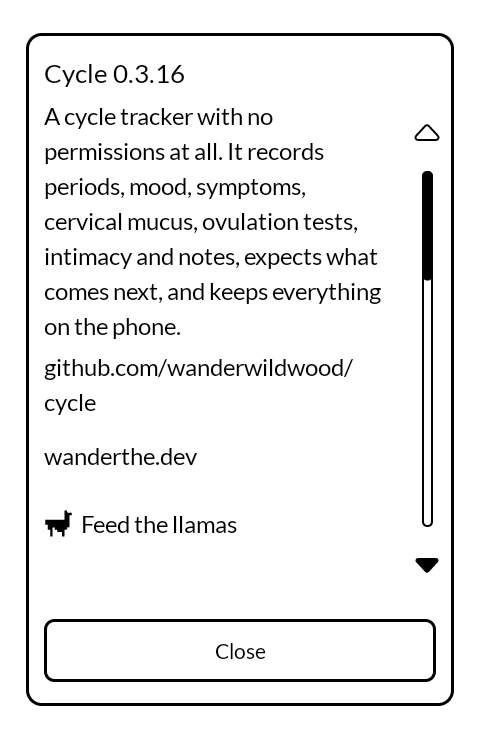 Cycle 0.3.16
A cycle tracker with no
permissions at all. It records
periods, mood, symptoms,
cervical mucus, ovulation tests,
intimacy and notes, expects what
comes next, and keeps everything
on the phone.
github.com/wanderwildwood/
cycle
wanderthe.dev
Feed the llamas
Close